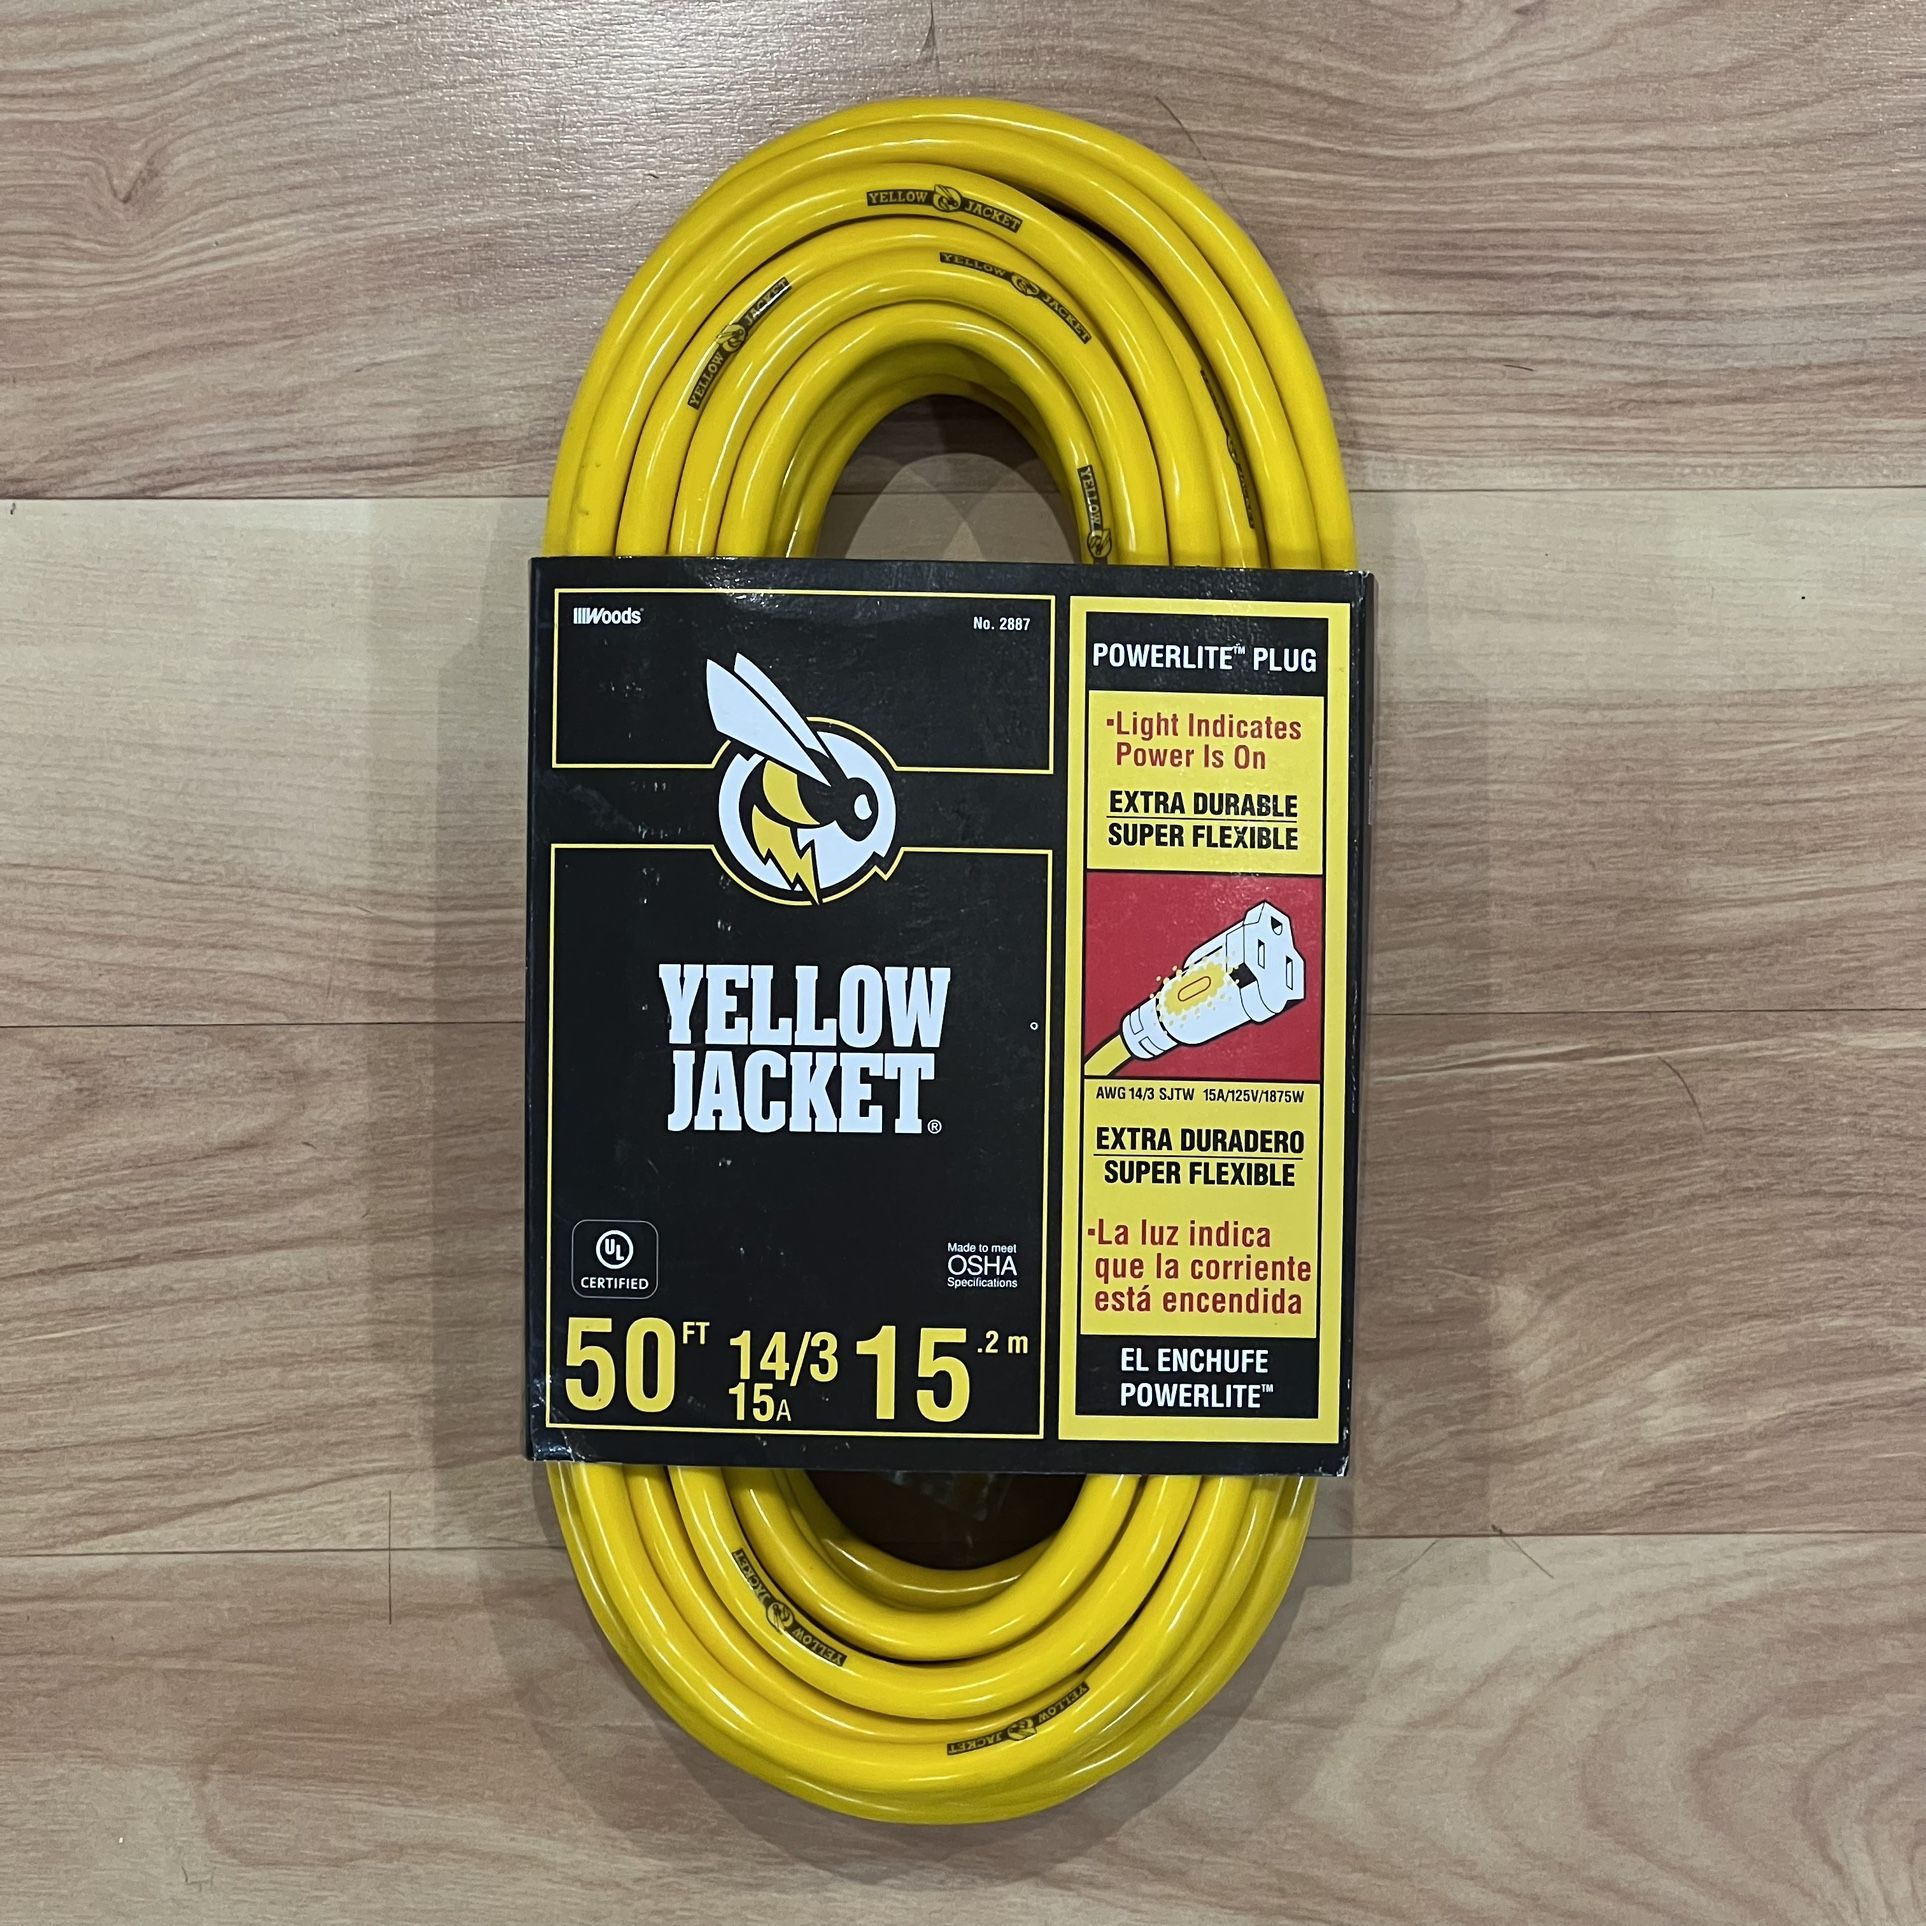 YELLOW JACKET
YELLOW JACKET
YELLOW JACKET
YELLOW
Woods®
No. 2887
YELLOW
JACKET®
UL
CERTIFIED
Made to meet
OSHA
Specifications
50 FT 14/3 15.2 m
15A
POWERLITE™ PLUG
▪Light Indicates
Power Is On
EXTRA DURABLE
SUPER FLEXIBLE
AWG 14/3 SJTW 15A/125V/1875W
EXTRA DURADERO
SUPER FLEXIBLE
▪La luz indica
que la corriente
está encendida
EL ENCHUFE
POWERLITE™
YELLOW JACKET
YELLOW JACKET